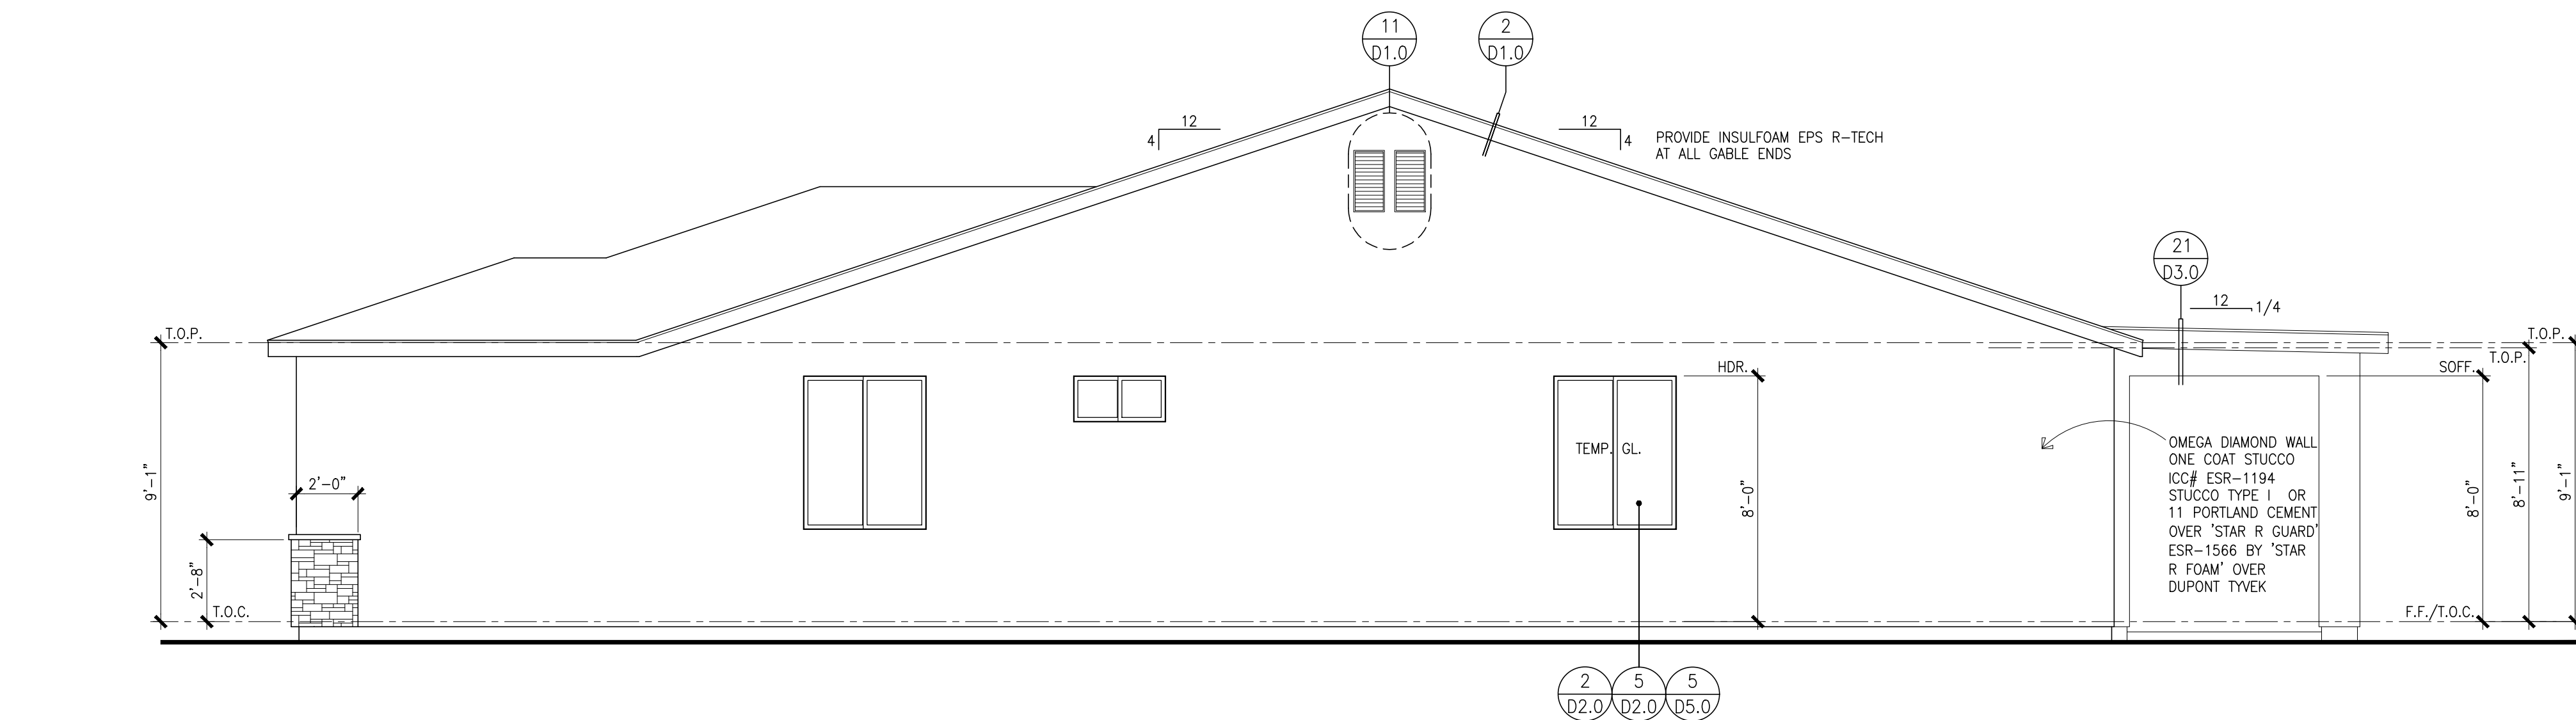 11
D1.0
2
D1.0
12
4
12
4
PROVIDE INSULFOAM EPS R-TECH
AT ALL GABLE ENDS
21
D3.0
12
1/4
T.O.P.
T.O.P.
T.O.P.
HDR.
SOFF.
TEMP. GL.
OMEGA DIAMOND WALL
ONE COAT STUCCO
ICC# ESR-1194
STUCCO TYPE I OR
11 PORTLAND CEMENT
OVER 'STAR R GUARD'
ESR-1566 BY 'STAR
R FOAM' OVER
DUPONT TYVEK
9'-1"
2'-0"
2'-8"
8'-0"
8'-0"
8'-11"
9'-1"
T.O.C.
F.F./T.O.C.
2
D2.0
5
D2.0
5
D5.0